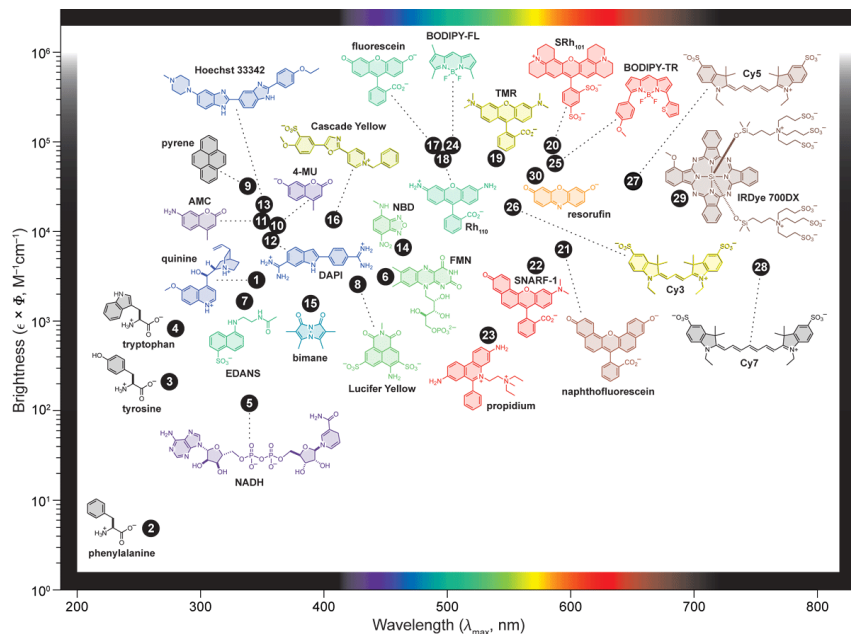 Brightness (ϵ × Φ, M⁻¹cm⁻¹)
10⁶
10⁵
10⁴
10³
10²
10¹
10⁰
Hoechst 33342
fluorescein
BODIPY-FL
SRh₁₀₁
BODIPY-TR
Cy5
TMR
Cascade Yellow
pyrene
4-MU
AMC
NBD
Rh₁₁₀
resorufin
IRDye 700DX
quinine
DAPI
FMN
SNARF-1
Cy3
tryptophan
EDANS
bimane
Lucifer Yellow
propidium
naphthofluorescein
Cy7
tyrosine
NADH
phenylalanine
1
2
3
4
5
6
7
8
9
10
11
12
13
14
15
16
17
18
19
20
21
22
23
24
25
26
27
28
29
30
200
300
400
500
600
700
800
Wavelength (λmax, nm)